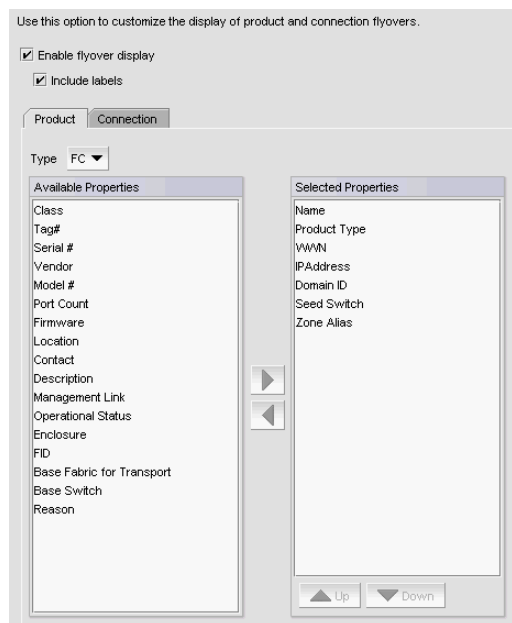 Use this option to customize the display of product and connection flyovers.
Enable flyover display
Include labels
Product Connection
Type FC
Available Properties
Class
Tag#
Serial #
Vendor
Model #
Port Count
Firmware
Location
Contact
Description
Management Link
Operational Status
Enclosure
FID
Base Fabric for Transport
Base Switch
Reason
Selected Properties
Name
Product Type
WWN
IPAddress
Domain ID
Seed Switch
Zone Alias
Up Down